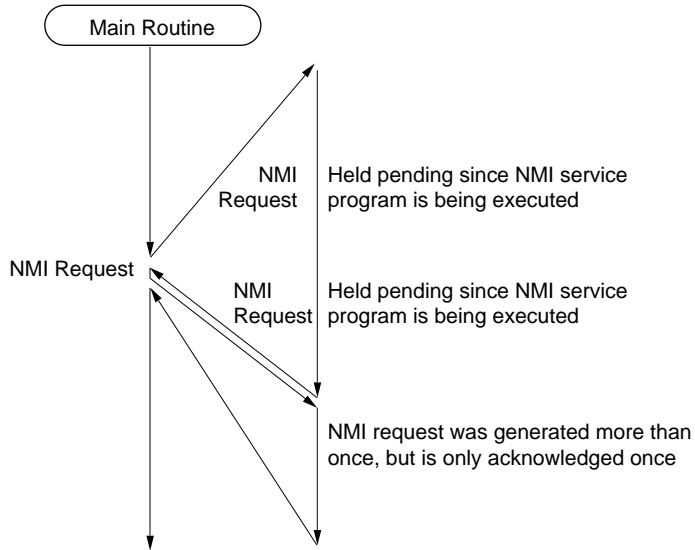 Main Routine
NMI
Request
Held pending since NMI service
program is being executed
NMI Request
NMI
Request
Held pending since NMI service
program is being executed
NMI request was generated more than
once, but is only acknowledged once